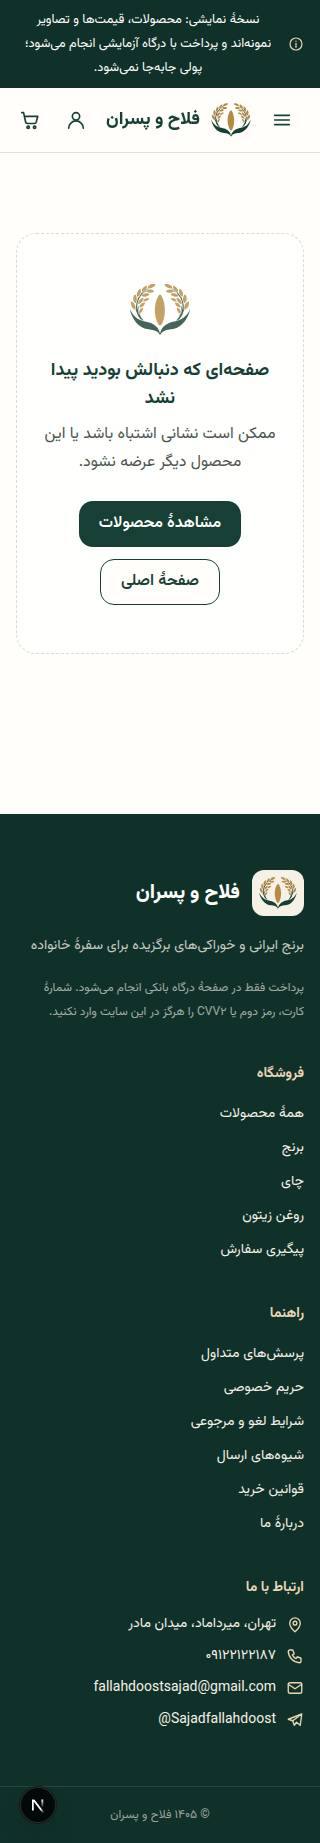 نسخهٔ نمایشی: محصولات، قیمت‌ها و تصاویر
نمونه‌اند و پرداخت با درگاه آزمایشی انجام می‌شود؛
پولی جابه‌جا نمی‌شود.
فلاح و پسران
صفحه‌ای که دنبالش بودید پیدا
نشد
ممکن است نشانی اشتباه باشد یا این
محصول دیگر عرضه نشود.
مشاهدهٔ محصولات
صفحهٔ اصلی
فلاح و پسران
برنج ایرانی و خوراکی‌های برگزیده برای سفرهٔ خانواده
پرداخت فقط در صفحهٔ درگاه بانکی انجام می‌شود. شمارهٔ
کارت، رمز دوم یا CVV۲ را هرگز در این سایت وارد نکنید.
فروشگاه
همهٔ محصولات
برنج
چای
روغن زیتون
پیگیری سفارش
راهنما
پرسش‌های متداول
حریم خصوصی
شرایط لغو و مرجوعی
شیوه‌های ارسال
قوانین خرید
دربارهٔ ما
ارتباط با ما
تهران، میرداماد، میدان مادر
۰۹۱۲۲۱۲۲۱۸۷
fallahdoostsajad@gmail.com
@Sajadfallahdoost
© ۱۴۰۵ فلاح و پسران
N